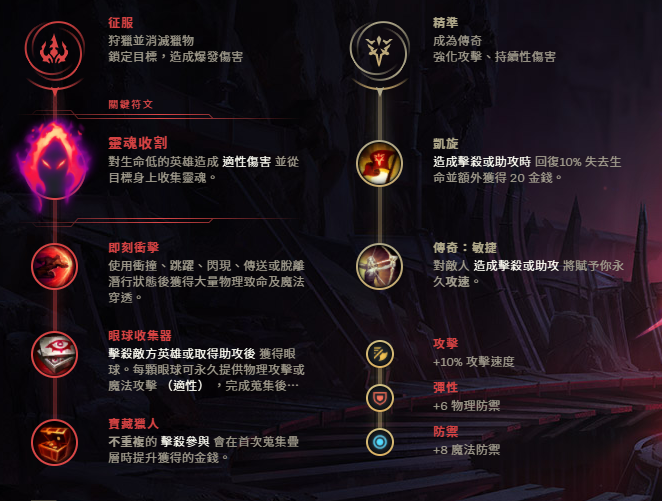 征服
狩獵並消滅獵物
鎖定目標，造成爆發傷害
關鍵符文
靈魂收割
對生命低的英雄造成 適性傷害 並從
目標身上收集靈魂。
即刻衝擊
使用衝撞、跳躍、閃現、傳送或脫離
潛行狀態後獲得大量物理致命及魔法
穿透。
眼球收集器
擊殺敵方英雄或取得助攻後 獲得眼
球。每顆眼球可永久提供物理攻擊或
魔法攻擊 （適性） ，完成蒐集後…
寶藏獵人
不重複的 擊殺參與 會在首次蒐集疊
層時提升獲得的金錢。
精準
成為傳奇
強化攻擊、持續性傷害
凱旋
造成擊殺或助攻時 回復10% 失去生
命並額外獲得 20 金錢。
傳奇：敏捷
對敵人 造成擊殺或助攻 將賦予你永
久攻速。
攻擊
+10% 攻擊速度
彈性
+6 物理防禦
防禦
+8 魔法防禦